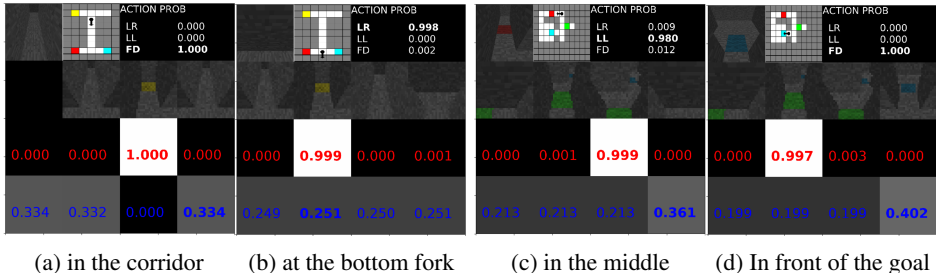 ACTION PROB
LR 0.000
LL 0.000
FD 1.000
0.000 0.000 1.000 0.000
0.334 0.332 0.000 0.334
(a) in the corridor
ACTION PROB
LR 0.998
LL 0.000
FD 0.002
0.000 0.999 0.000 0.001
0.249 0.251 0.250 0.251
(b) at the bottom fork
ACTION PROB
LR 0.009
LL 0.980
FD 0.012
0.000 0.001 0.999 0.000
0.213 0.213 0.213 0.361
(c) in the middle
ACTION PROB
LR 0.000
LL 0.000
FD 1.000
0.000 0.997 0.003 0.000
0.199 0.199 0.199 0.402
(d) In front of the goal